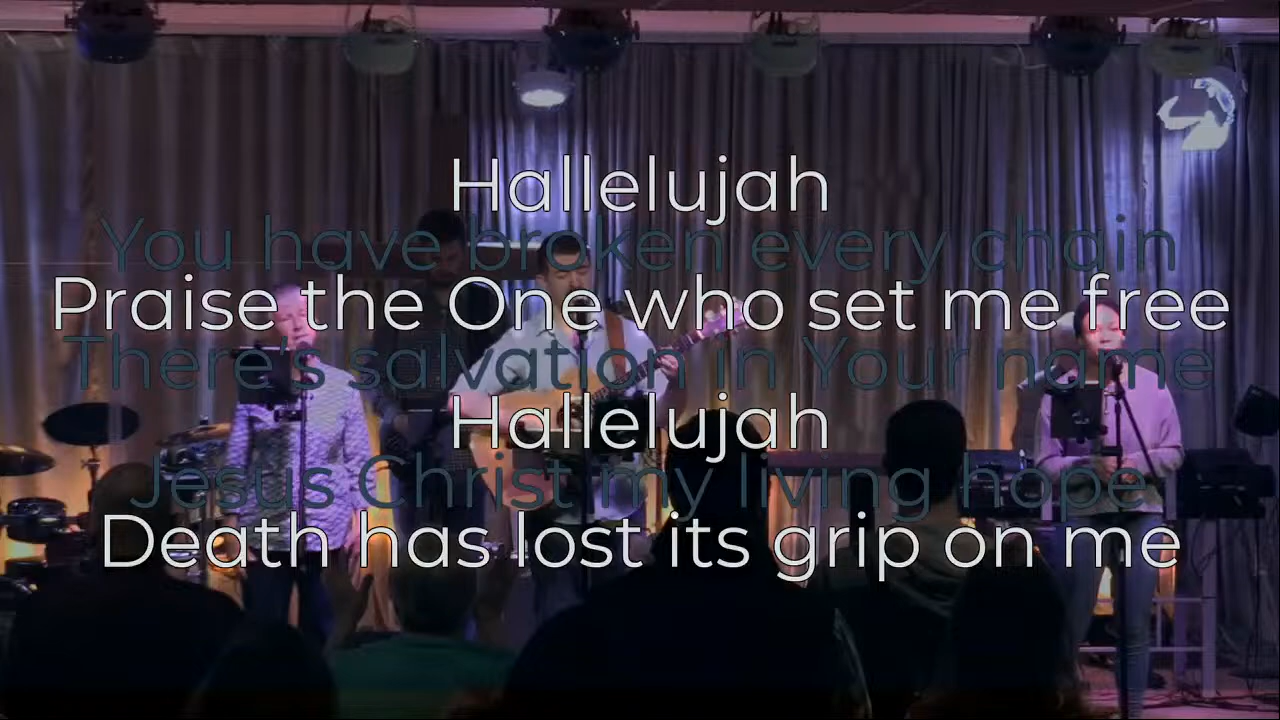 Hallelujah
You have broken every chain
Praise the One who set me free
There's salvation in Your name
Hallelujah
Jesus Christ my living hope
Death has lost its grip on me